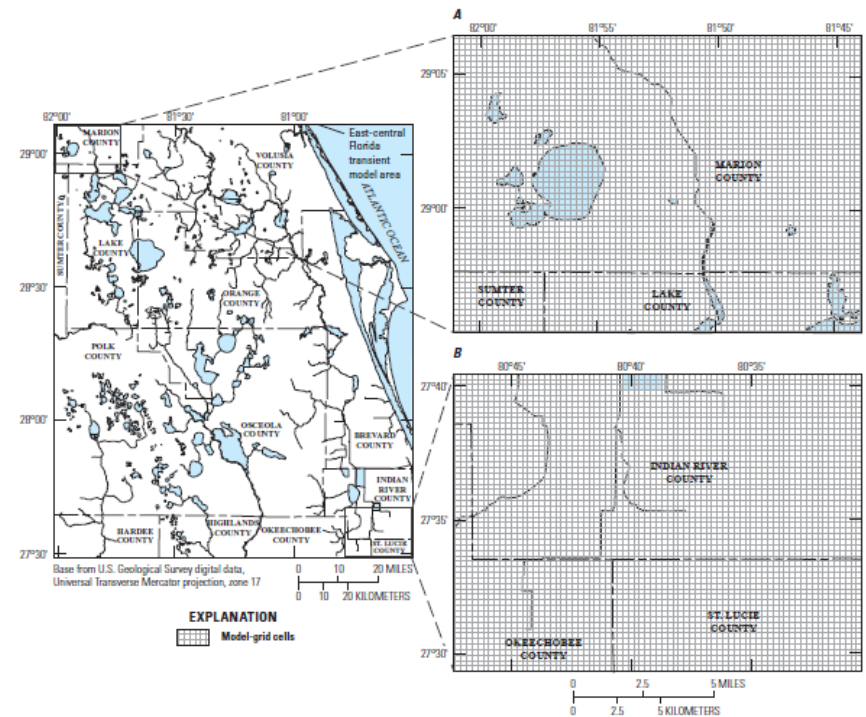 A
82°00'
81°55'
81°50'
81°45'
29°05'
29°00'
MARION
COUNTY
SUMTER
COUNTY
LAKE
COUNTY
82°00'
81°30'
81°00'
29°00'
28°30'
28°00'
27°30'
MARION
COUNTY
VOLUSIA
COUNTY
East-central
Florida
transient
model area
ATLANTIC OCEAN
SUMTER COUNTY
LAKE
COUNTY
ORANGE
COUNTY
POLK
COUNTY
OSCEOLA
COUNTY
BREVARD
COUNTY
INDIAN
RIVER
COUNTY
HARDEE
COUNTY
HIGHLANDS
COUNTY
OKEECHOBEE
COUNTY
ST. LUCIE
COUNTY
Base from U.S. Geological Survey digital data,
Universal Transverse Mercator projection, zone 17
0 10 20 MILES
0 10 20 KILOMETERS
EXPLANATION
Model-grid cells
B
80°45'
80°40'
80°35'
27°40'
27°35'
27°30'
INDIAN RIVER
COUNTY
ST. LUCIE
COUNTY
OKEECHOBEE
COUNTY
0 2.5 5 MILES
0 2.5 5 KILOMETERS